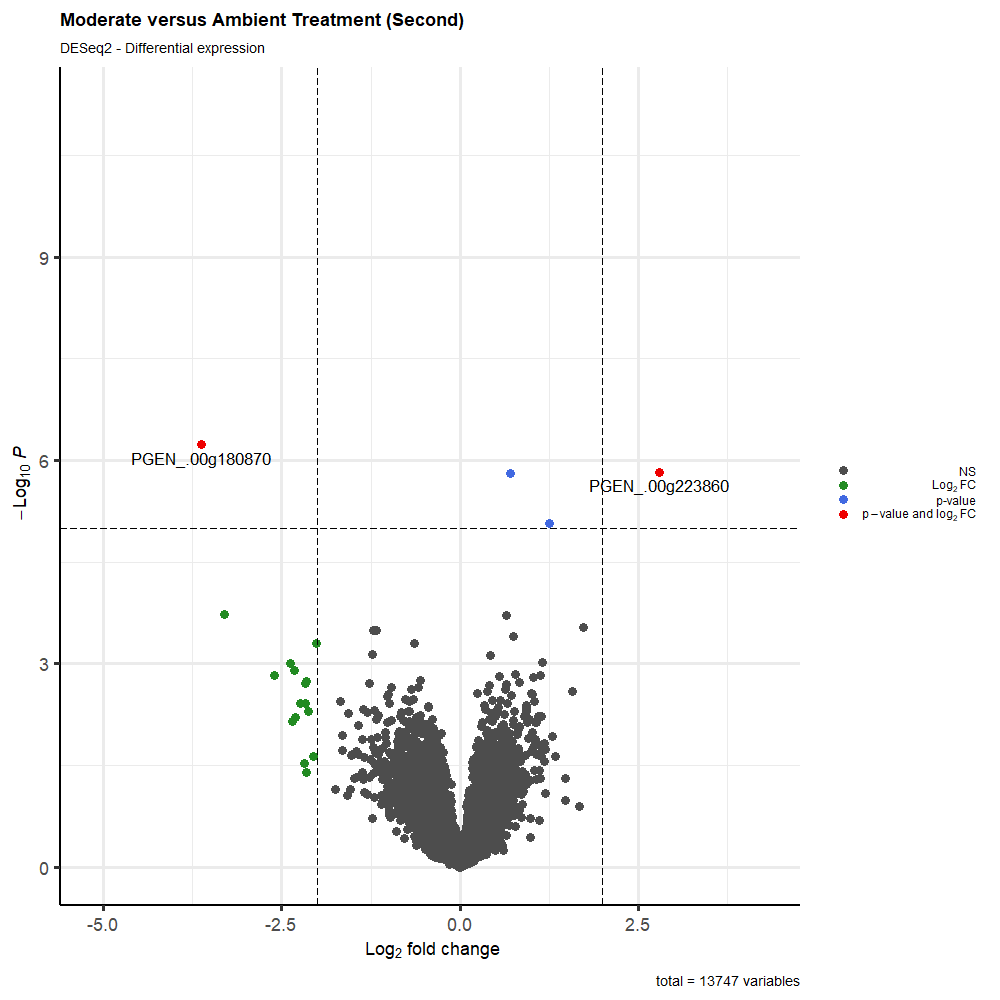 Moderate versus Ambient Treatment (Second)
DESeq2 - Differential expression
9
6
3
0
− Log10 P
PGEN_.00g180870
PGEN_.00g223860
-5.0
-2.5
0.0
2.5
Log2 fold change
NS
Log2 FC
p-value
p − value and log2 FC
total = 13747 variables